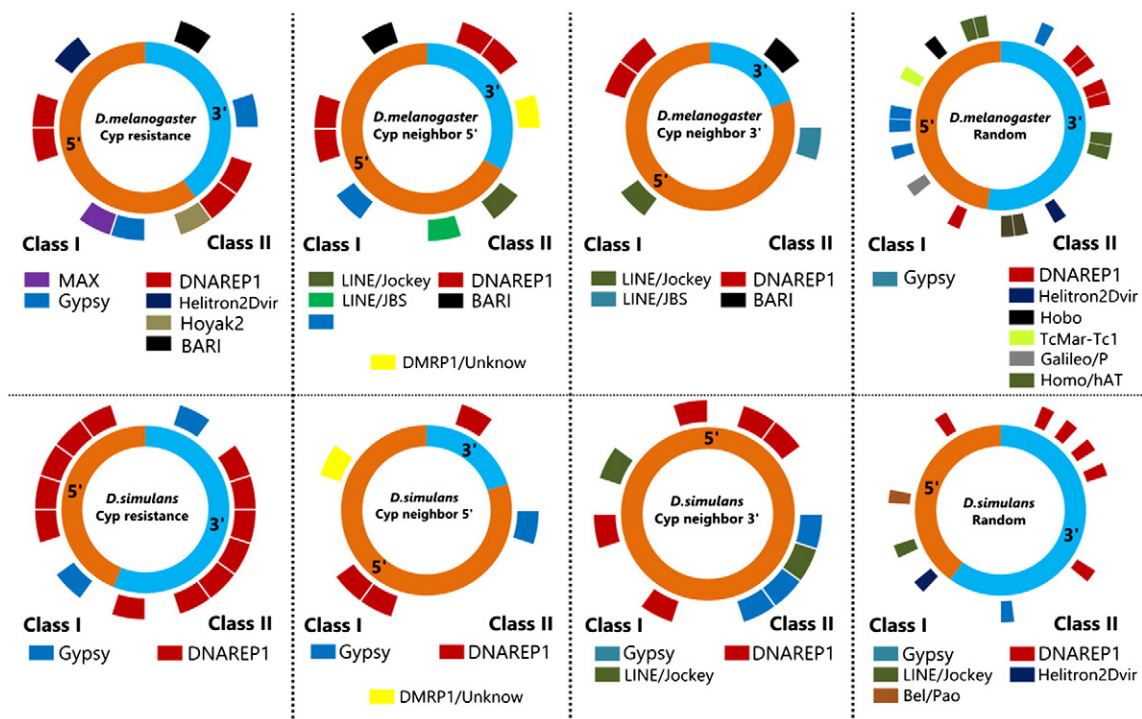 D.melanogaster
Cyp resistance
3'
5'
Class I
Class II
MAX
Gypsy
DNAREP1
Helitron2Dvir
Hoyak2
BARI
D.melanogaster
Cyp neighbor 5'
3'
5'
Class I
Class II
LINE/Jockey
LINE/JBS
DNAREP1
BARI
DMRP1/Unknow
D.melanogaster
Cyp neighbor 3'
3'
5'
Class I
Class II
LINE/Jockey
LINE/JBS
DNAREP1
BARI
D.melanogaster
Random
5'
3'
Class I
Class II
Gypsy
DNAREP1
Helitron2Dvir
Hobo
TcMar-Tc1
Galileo/P
Homo/hAT
D.simulans
Cyp resistance
5'
3'
Class I
Class II
Gypsy
DNAREP1
D.simulans
Cyp neighbor 5'
3'
5'
Class I
Class II
Gypsy
DNAREP1
DMRP1/Unknow
5'
D.simulans
Cyp neighbor 3'
Class I
Class II
Gypsy
LINE/Jockey
DNAREP1
D.simulans
Random
5'
3'
Class I
Class II
Gypsy
LINE/Jockey
Bel/Pao
DNAREP1
Helitron2Dvir